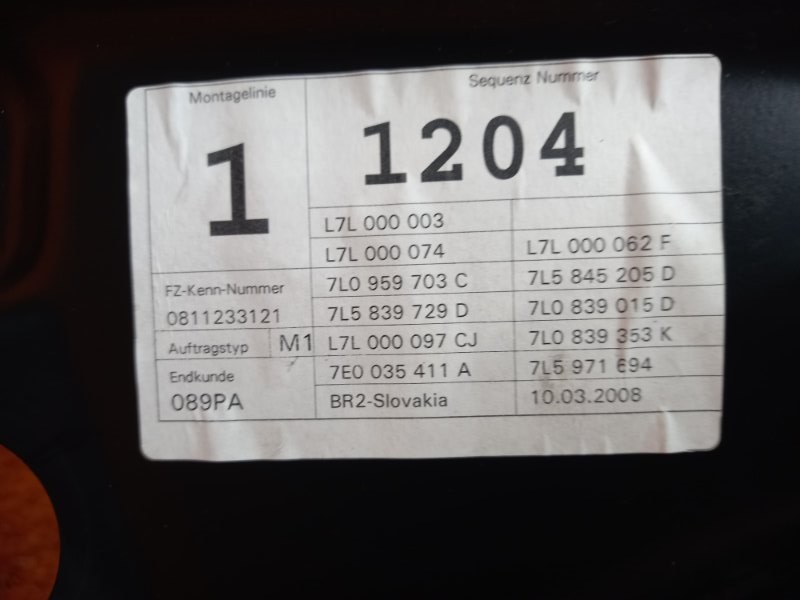 Montagelinie
Sequenz Nummer
1
1204
L7L 000 003
L7L 000 074 L7L 000 062 F
FZ-Kenn-Nummer
7L0 959 703 C 7L5 845 205 D
0811233121
7L5 839 729 D 7L0 839 015 D
Auftragstyp M1
L7L 000 097 CJ 7L0 839 353 K
Endkunde
7E0 035 411 A 7L5 971 694
089PA
BR2-Slovakia 10.03.2008